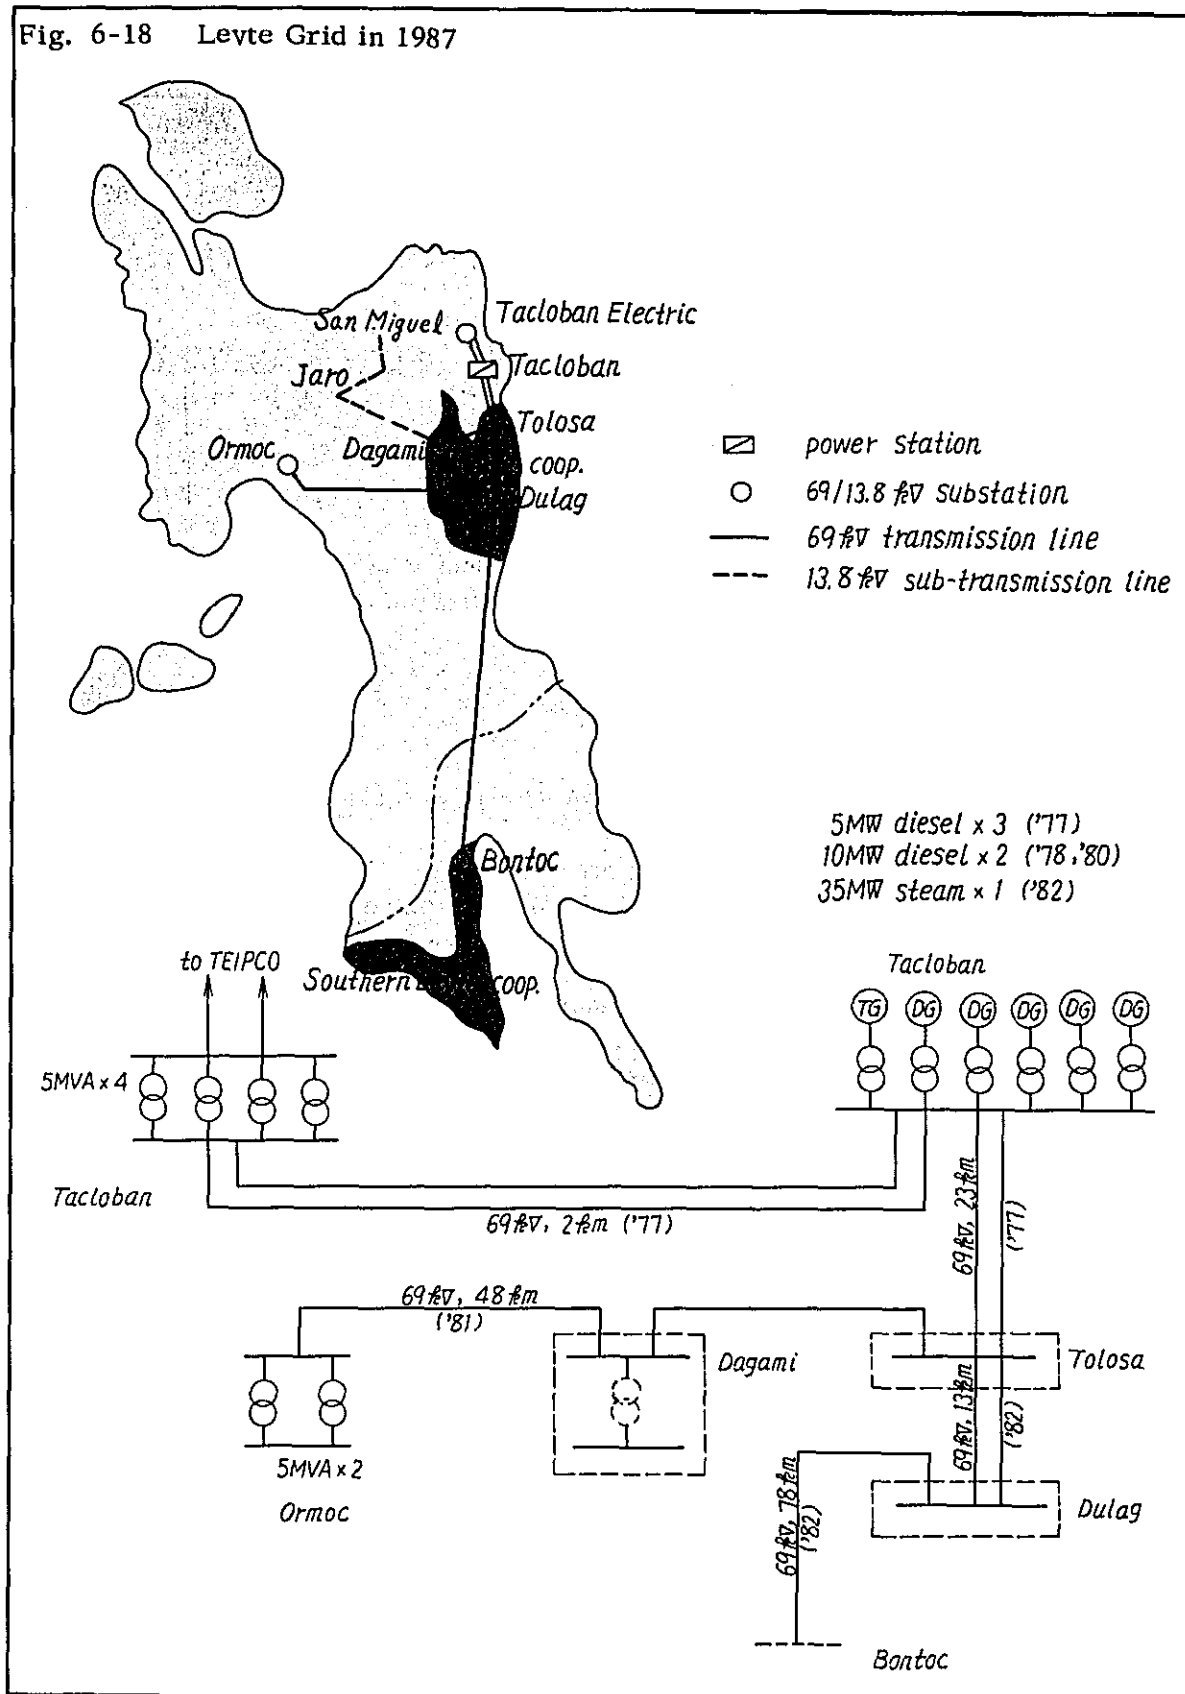 Fig. 6-18 Leyte Grid in 1987
San Miguel
Tacloban Electric
Jaro
Tacloban
Tolosa
Ormoc
Dagami
coop.
Dulag
power station
69/13.8 kV substation
69 kV transmission line
13.8 kV sub-transmission line
5MW diesel x 3 ('77)
10MW diesel x 2 ('78,'80)
35MW steam x 1 ('82)
Bontoc
Southern
coop.
to TEIPCO
5MVA x 4
Tacloban
Tacloban
TG DG DG DG DG DG
69 kV, 2 km ('77)
69 kV, 23 km
('77)
69 kV, 48 km
('81)
Dagami
Tolosa
69 kV, 13 km
('82)
5MVA x 2
Ormoc
69 kV, 78 km
('82)
Dulag
Bontoc